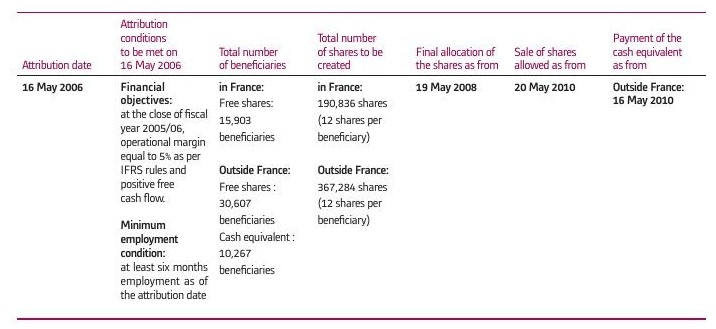 Attribution date
Attribution
conditions
to be met on
16 May 2006
Total number
of beneficiaries
Total number
of shares to be
created
Final allocation of
the shares as from
Sale of shares
allowed as from
Payment of the
cash equivalent
as from
16 May 2006
Financial
objectives:
at the close of fiscal
year 2005/06,
operational margin
equal to 5% as per
IFRS rules and
positive free
cash flow.
Minimum
employment
condition:
at least six months
employment as of
the attribution date
in France:
Free shares:
15,903
beneficiaries
Outside France:
Free shares :
30,607
beneficiaries
Cash equivalent :
10,267
beneficiaries
in France:
190,836 shares
(12 shares per
beneficiary)
Outside France:
367,284 shares
(12 shares per
beneficiary)
19 May 2008
20 May 2010
Outside France:
16 May 2010